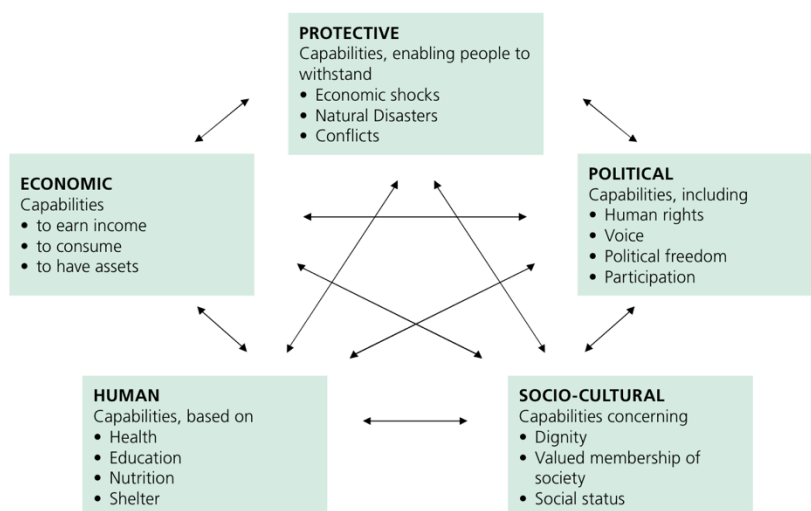 PROTECTIVE
Capabilities, enabling people to
withstand
• Economic shocks
• Natural Disasters
• Conflicts
ECONOMIC
Capabilities
• to earn income
• to consume
• to have assets
POLITICAL
Capabilities, including
• Human rights
• Voice
• Political freedom
• Participation
HUMAN
Capabilities, based on
• Health
• Education
• Nutrition
• Shelter
SOCIO-CULTURAL
Capabilities concerning
• Dignity
• Valued membership of
society
• Social status